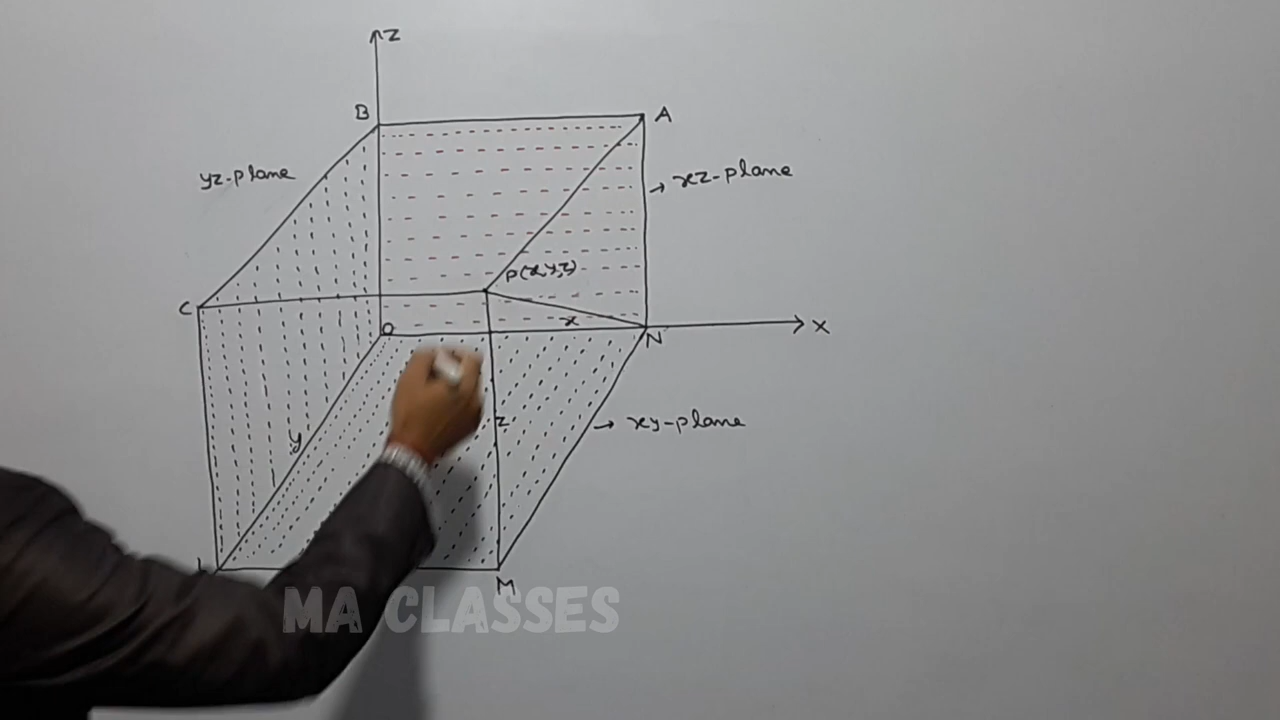 Z
B
A
yz-plane
xz-plane
P(x,y,z)
C
O
x
N
X
y
z
xy-plane
L
M
MA CLASSES